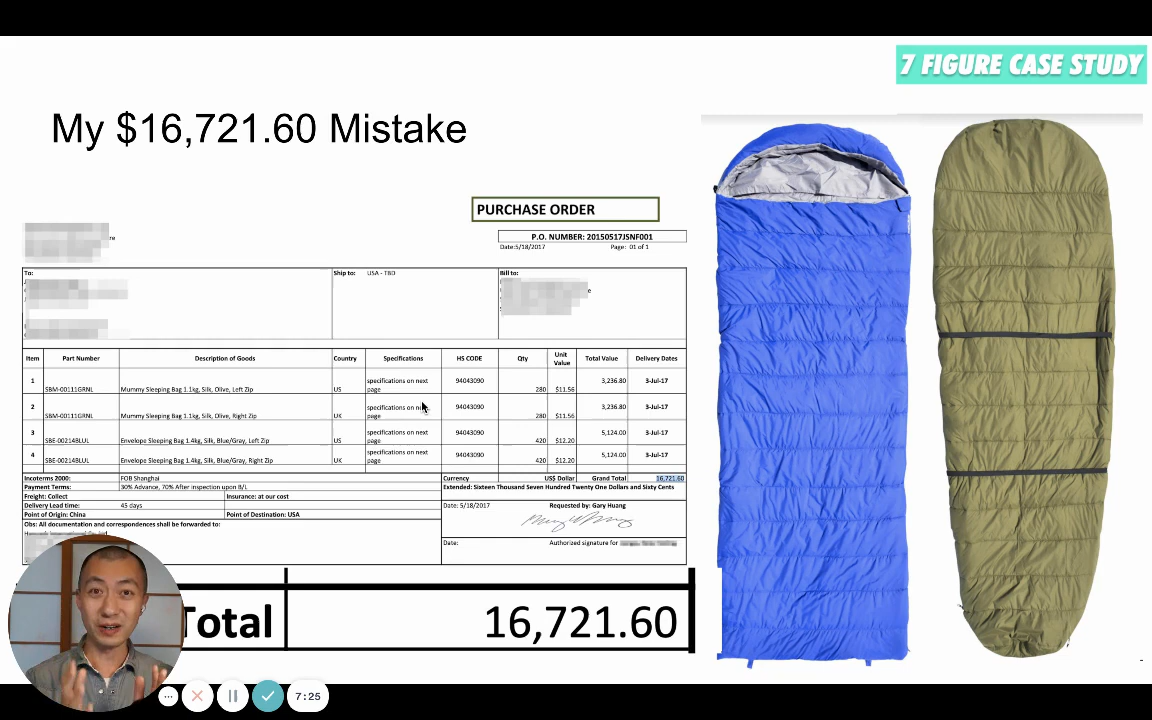 7 FIGURE CASE STUDY
My $16,721.60 Mistake
PURCHASE ORDER
P.O. NUMBER: 20150517JSNF001
Date:5/18/2017 Page: 01 of 1
To: Ship to: USA - TBD Bill to:
Item Part Number Description of Goods Country Specifications HS CODE Qty Unit Value Total Value Delivery Dates
1 SBM-00111GRNL Mummy Sleeping Bag 1.1kg, Silk, Olive, Left Zip US specifications on next page 94043090 280 $11.56 3,236.80 3-Jul-17
2 SBM-00111GRNL Mummy Sleeping Bag 1.1kg, Silk, Olive, Right Zip UK specifications on next page 94043090 280 $11.56 3,236.80 3-Jul-17
3 SBE-00214BLUL Envelope Sleeping Bag 1.4kg, Silk, Blue/Gray, Left Zip US specifications on next page 94043090 420 $12.20 5,124.00 3-Jul-17
4 SBE-00214BLUL Envelope Sleeping Bag 1.4kg, Silk, Blue/Gray, Right Zip UK specifications on next page 94043090 420 $12.20 5,124.00 3-Jul-17
Incoterms 2000: FOB Shanghai Currency US$ Dollar Grand Total 16,721.60
Payment Terms: 30% Advance, 70% After inspection upon B/L Extended: Sixteen Thousand Seven Hundred Twenty One Dollars and Sixty Cents
Freight: Collect Insurance: at our cost
Delivery Lead time: 45 days Date: 5/18/2017 Requested by: Gary Huang
Point of Origin: China Point of Destination: USA
Obs: All documentation and correspondences shall be forwarded to:
Date: Authorized signature for
Total 16,721.60
7:25